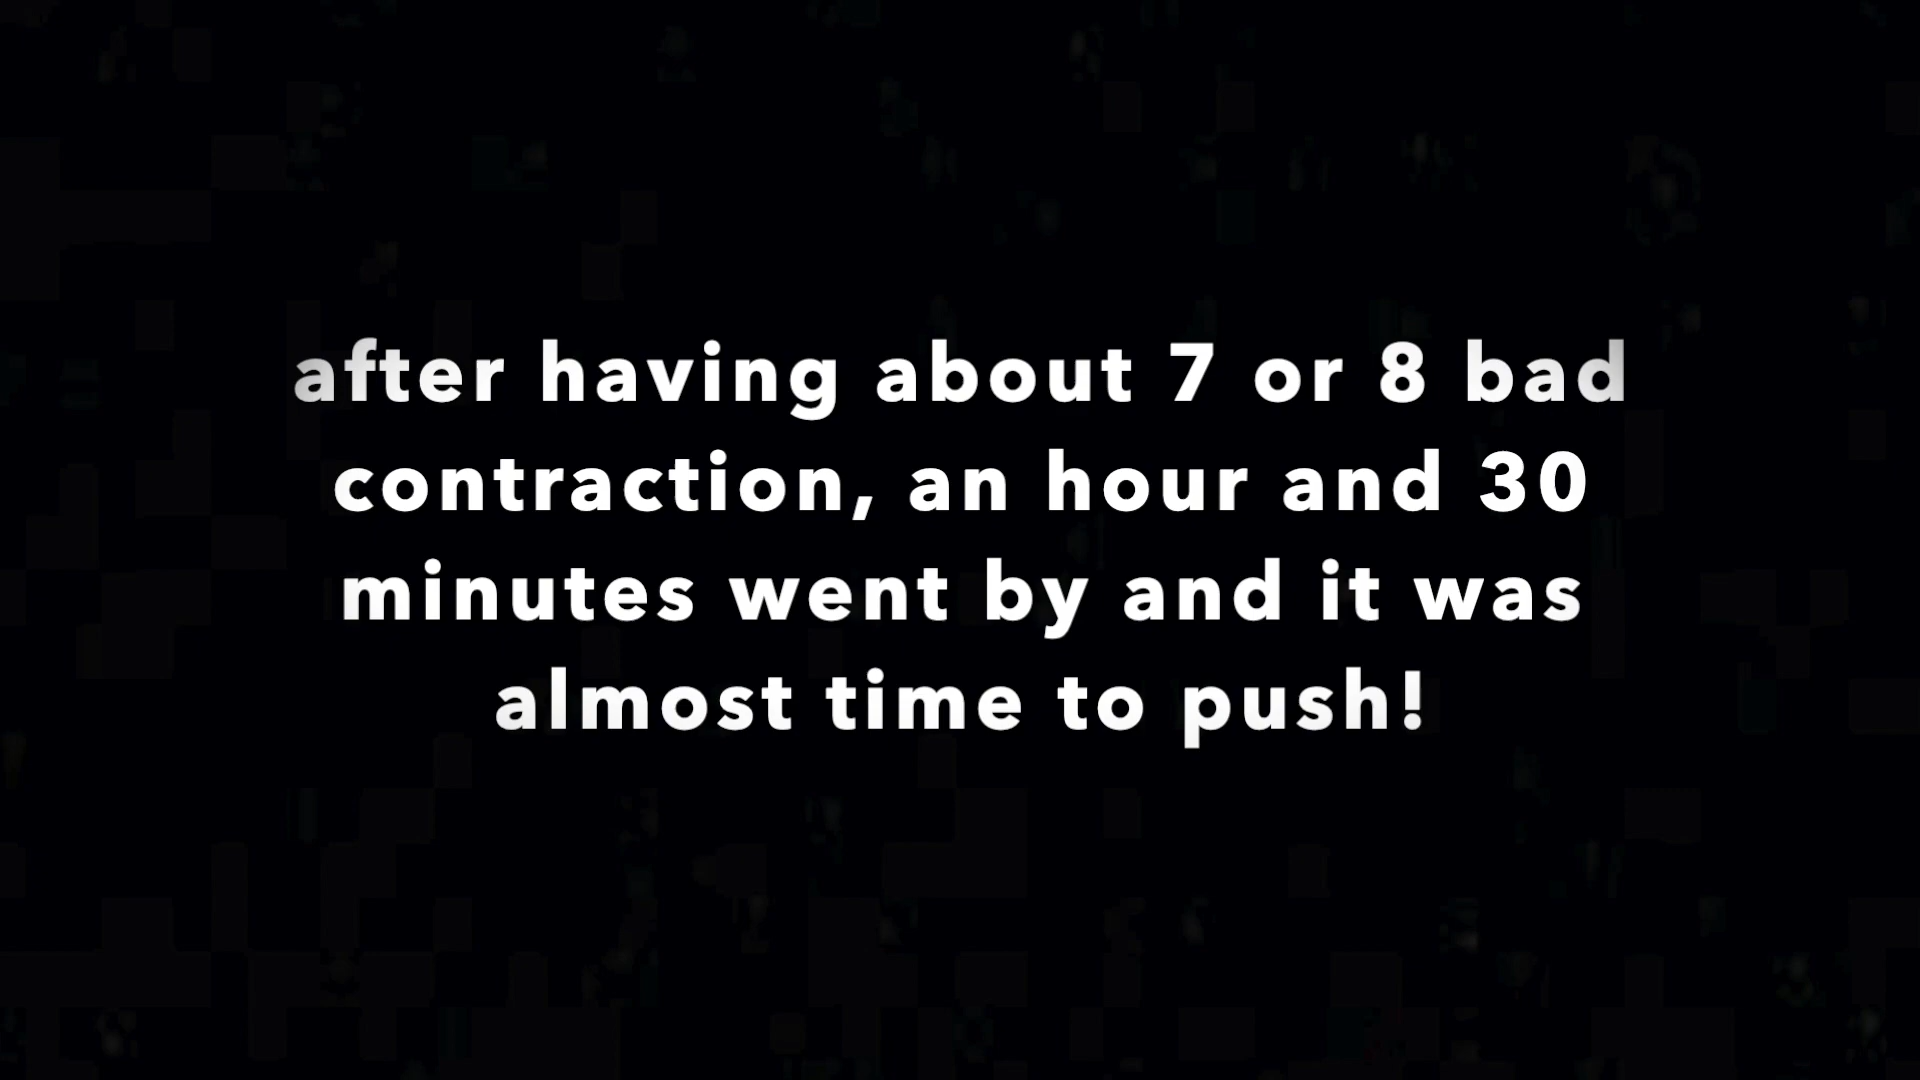 after having about 7 or 8 bad
contraction, an hour and 30
minutes went by and it was
almost time to push!